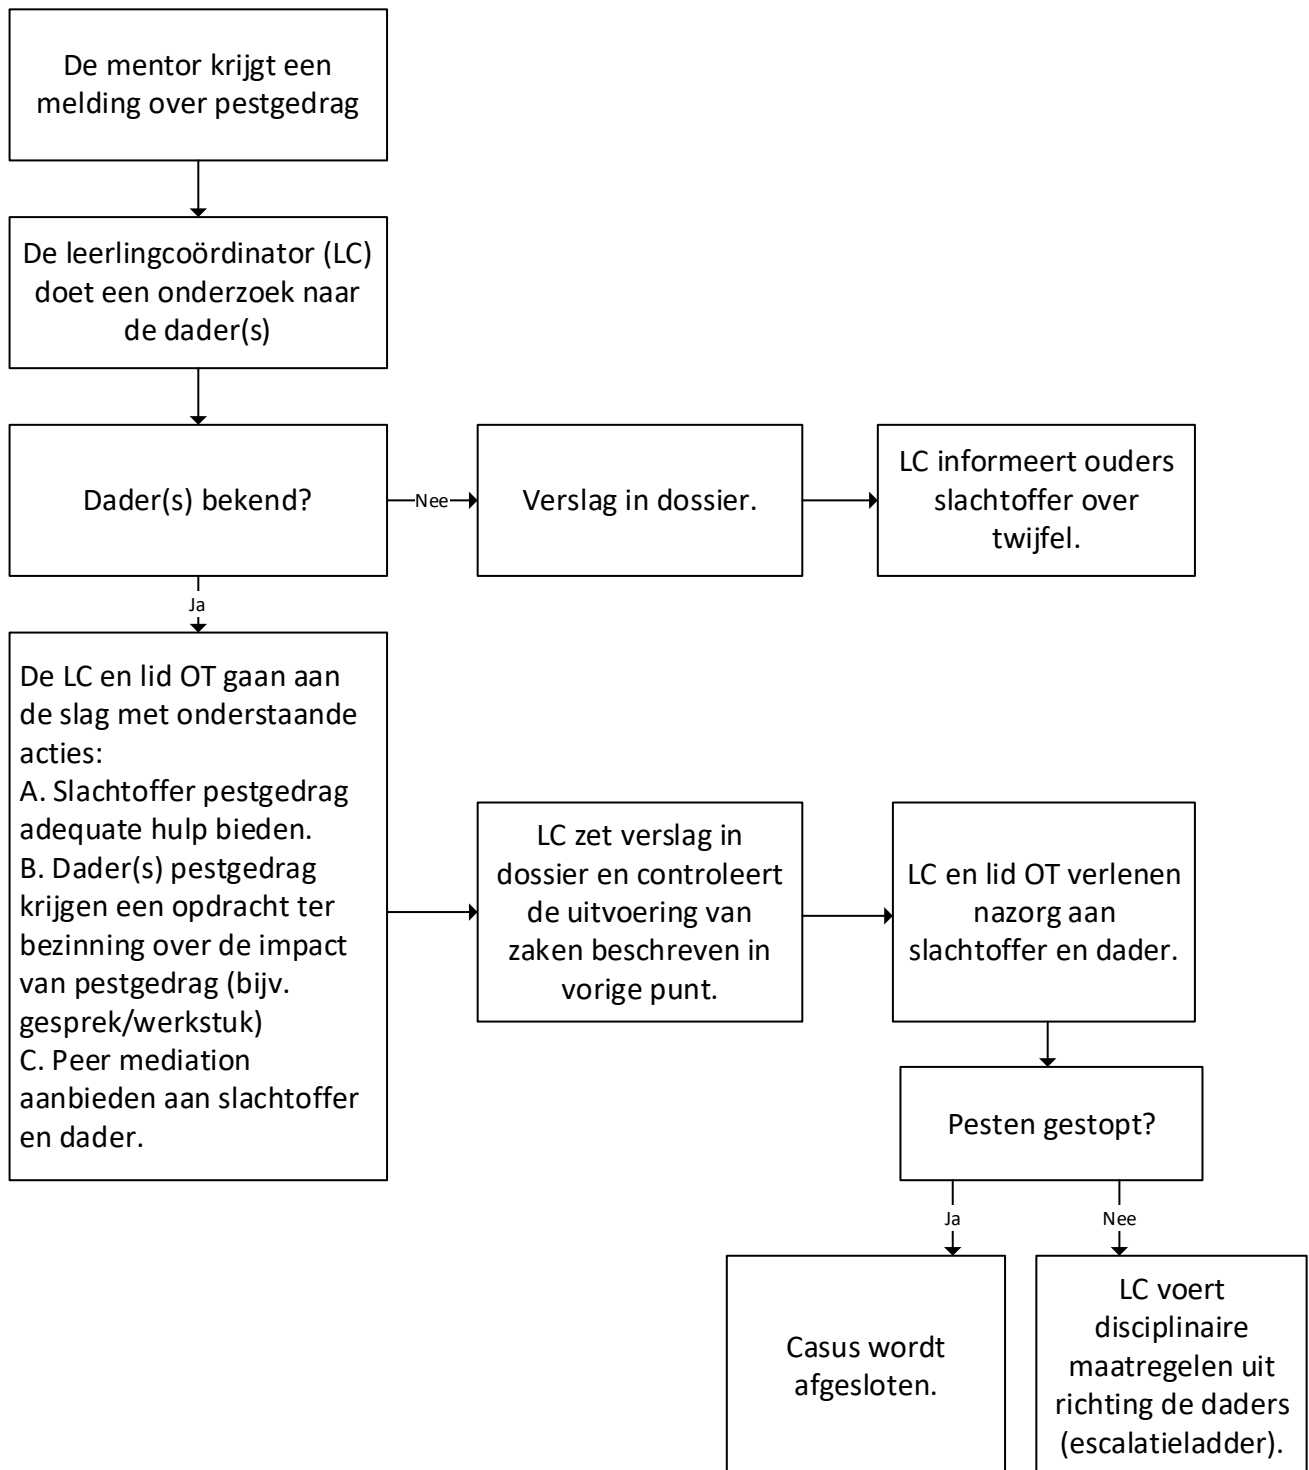 De mentor krijgt een
melding over pestgedrag
De leerlingcoördinator (LC)
doet een onderzoek naar
de dader(s)
Dader(s) bekend?
Nee
Verslag in dossier.
LC informeert ouders
slachtoffer over
twijfel.
Ja
De LC en lid OT gaan aan
de slag met onderstaande
acties:
A. Slachtoffer pestgedrag
adequate hulp bieden.
B. Dader(s) pestgedrag
krijgen een opdracht ter
bezinning over de impact
van pestgedrag (bijv.
gesprek/werkstuk)
C. Peer mediation
aanbieden aan slachtoffer
en dader.
LC zet verslag in
dossier en controleert
de uitvoering van
zaken beschreven in
vorige punt.
LC en lid OT verlenen
nazorg aan
slachtoffer en dader.
Pesten gestopt?
Ja
Nee
Casus wordt
afgesloten.
LC voert
disciplinaire
maatregelen uit
richting de daders
(escalatieladder).